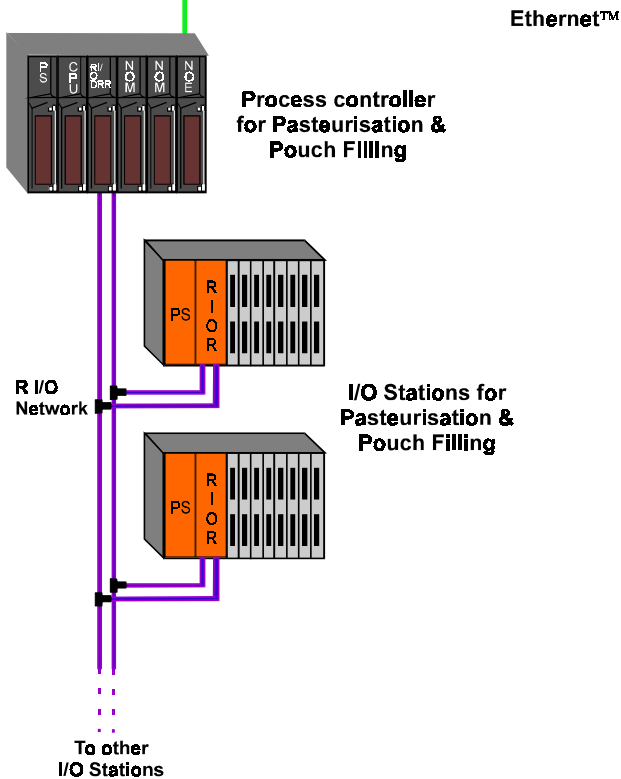 Ethernet™
PS
CPU
RI/O DRR
NOM
NOM
NOE
Process controller
for Pasteurisation &
Pouch Filling
PS
RIOR
R I/O
Network
I/O Stations for
Pasteurisation &
Pouch Filling
PS
RIOR
To other
I/O Stations